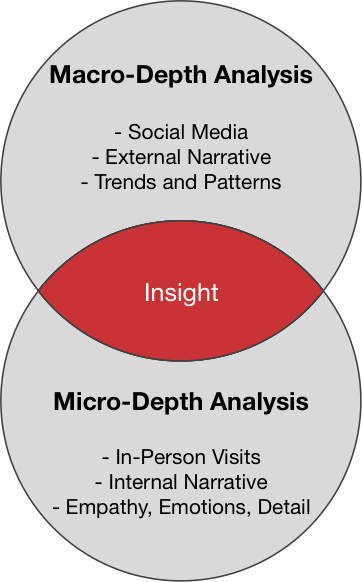 Macro-Depth Analysis
- Social Media
- External Narrative
- Trends and Patterns
Insight
Micro-Depth Analysis
- In-Person Visits
- Internal Narrative
- Empathy, Emotions, Detail